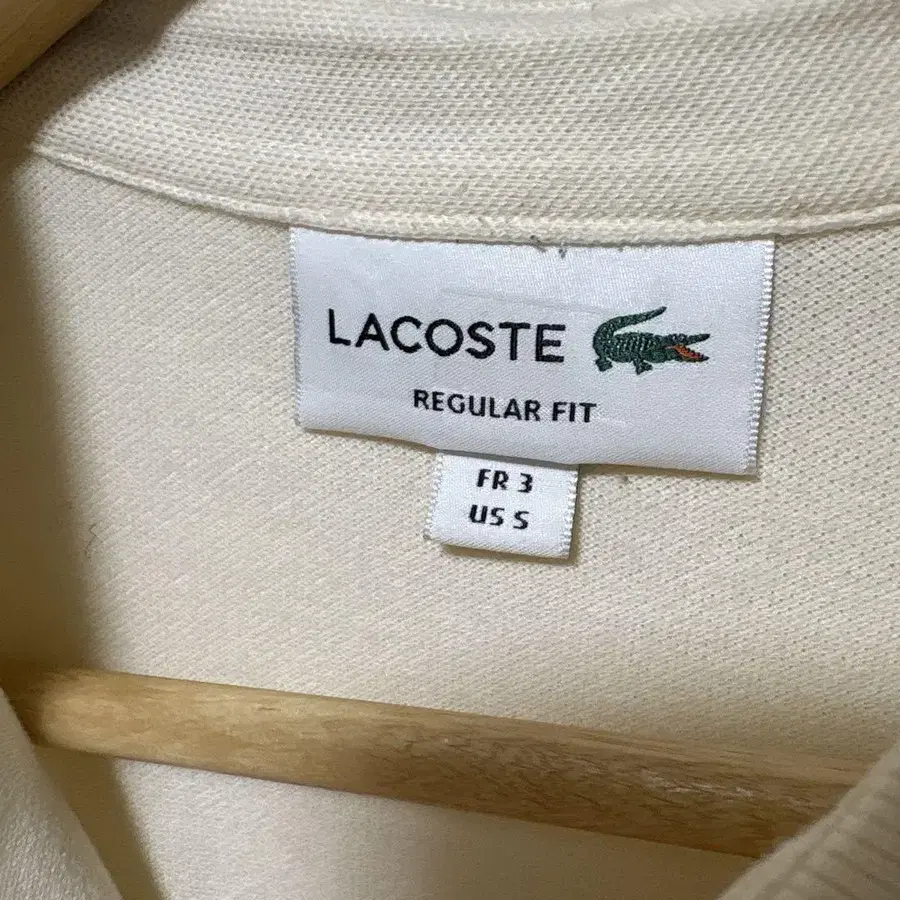 LACOSTE
REGULAR FIT
FR 3
US S